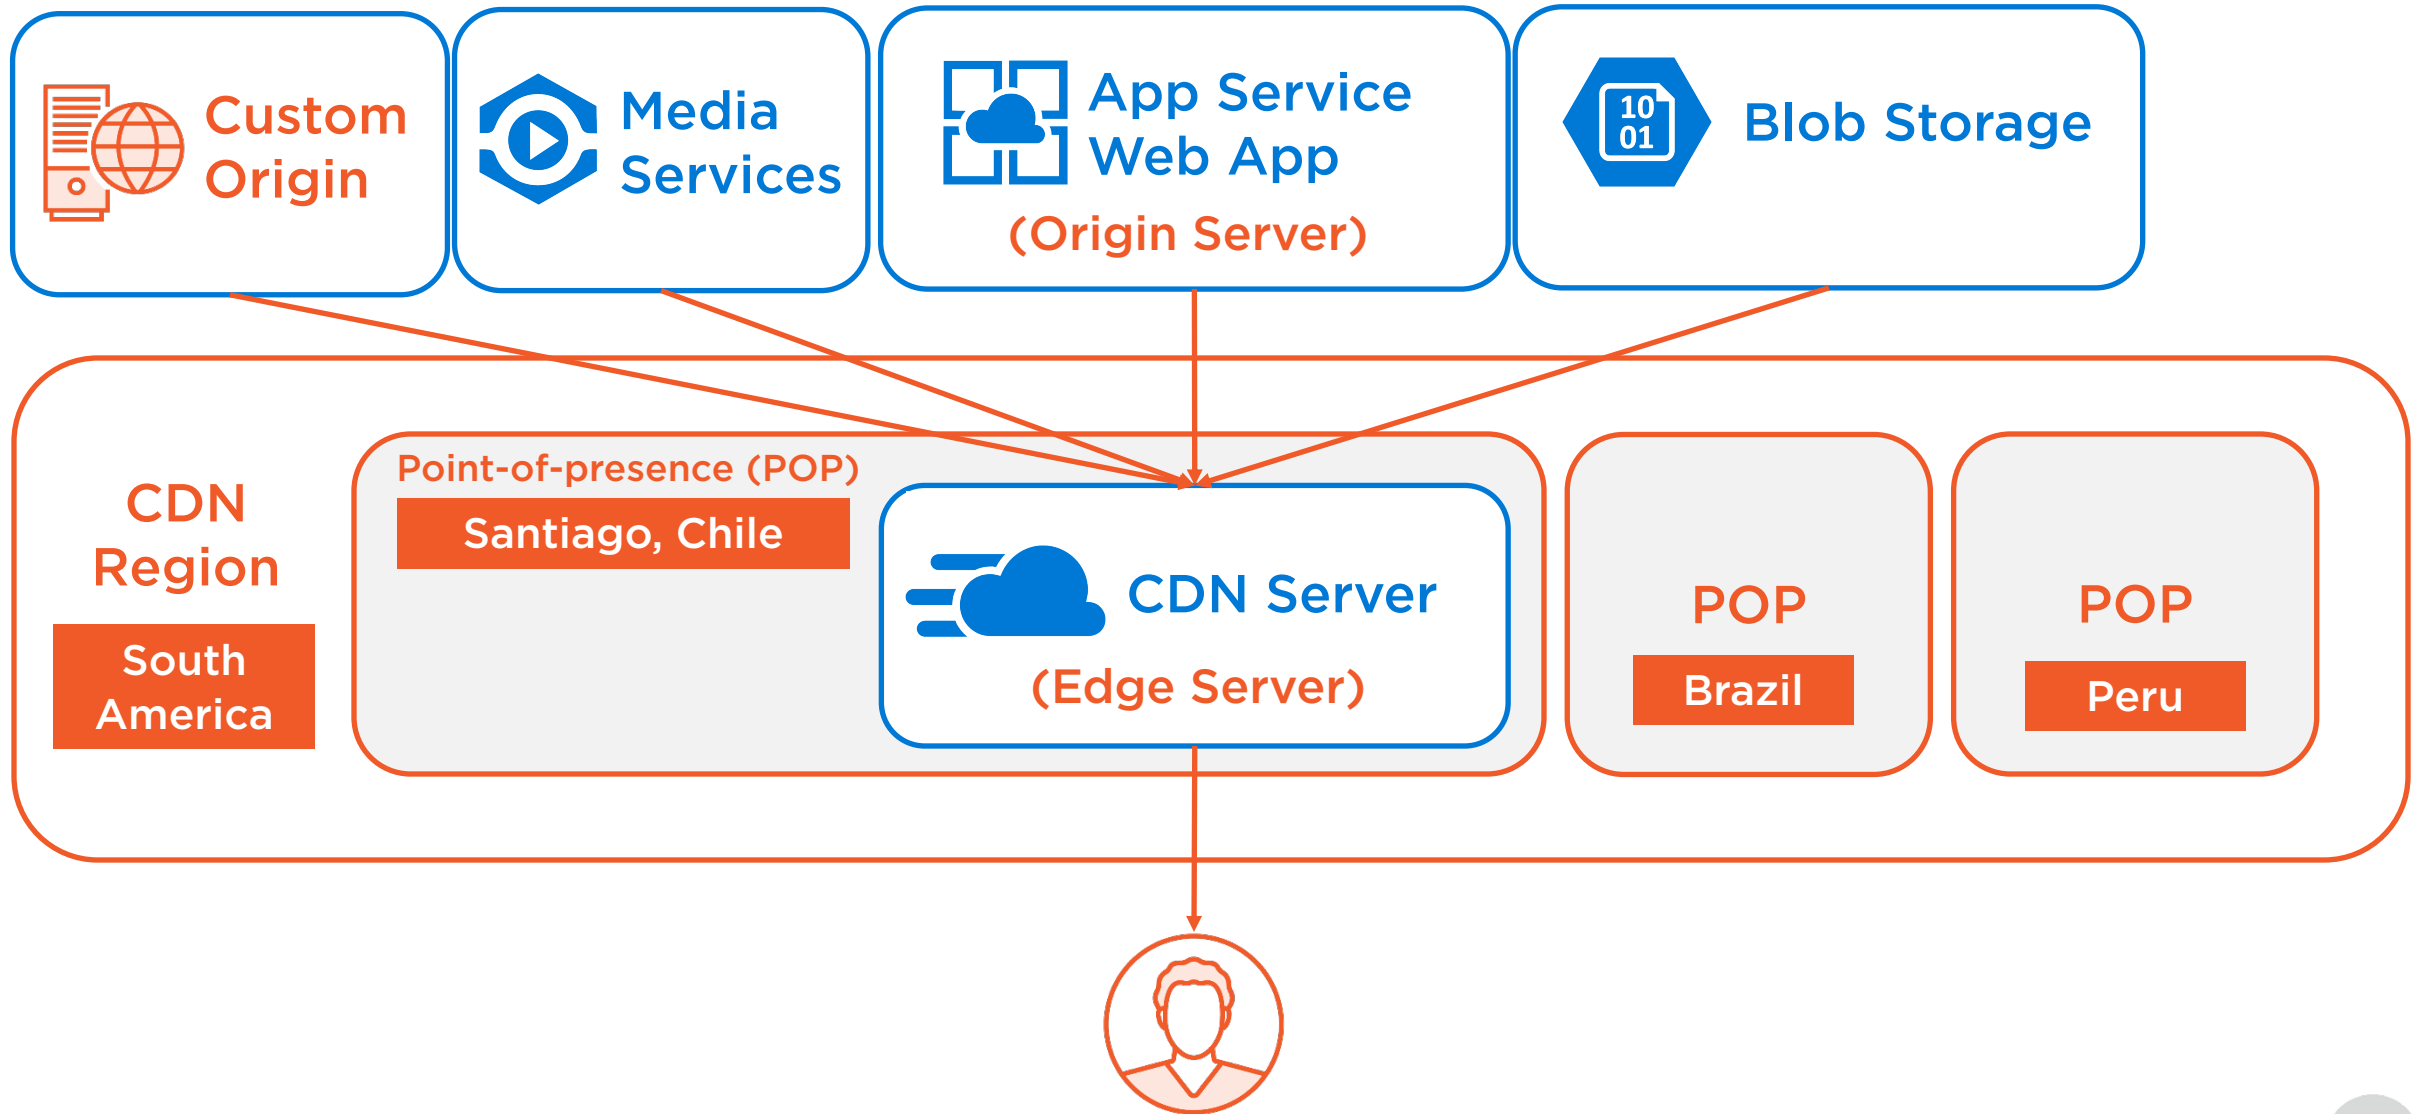 Custom
Origin
Media
Services
App Service
Web App
(Origin Server)
10
01
Blob Storage
CDN
Region
South
America
Point-of-presence (POP)
Santiago, Chile
CDN Server
(Edge Server)
POP
Brazil
POP
Peru